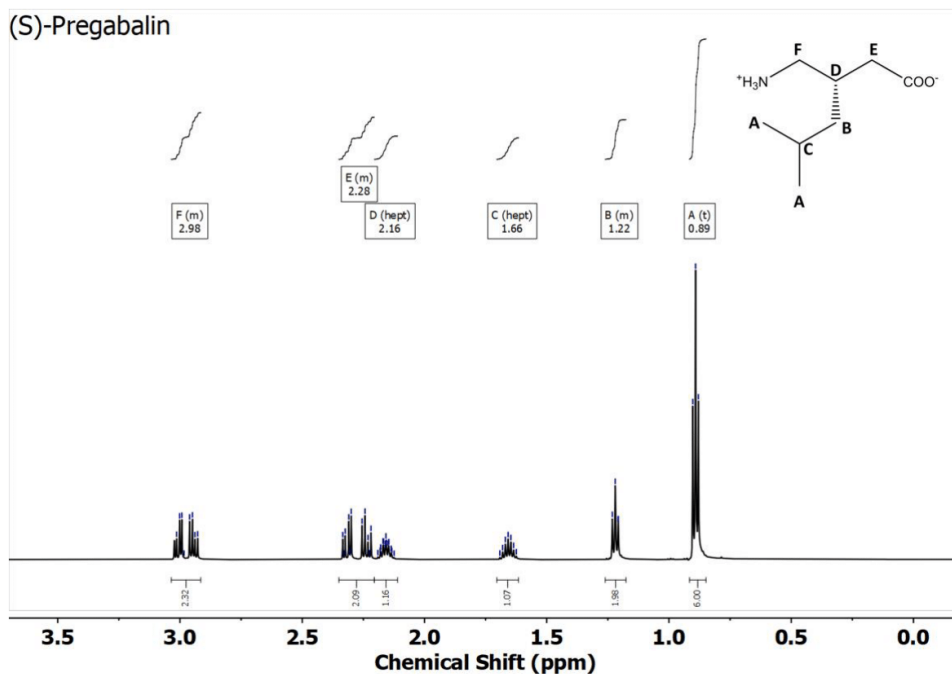 (S)-Pregabalin
F
E
D
⁺H₃N
COO⁻
A
B
C
A
E (m)
2.28
F (m)
2.98
D (hept)
2.16
C (hept)
1.66
B (m)
1.22
A (t)
0.89
2.32
2.09
1.16
1.07
1.98
6.00
3.5 3.0 2.5 2.0 1.5 1.0 0.5 0.0
Chemical Shift (ppm)